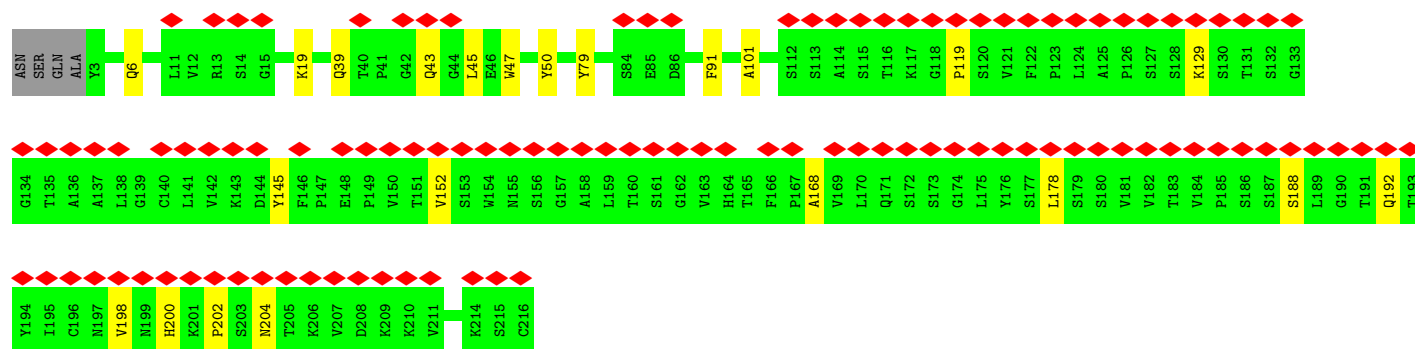 ASN SER GLN ALA Y3 Q6 L11 V12 R13 S14 G15 K19 Q39 T40 P41 G42 Q43 G44 L45 E46 W47 Y50 Y79 S84 E85 D86 F91 A101 S112 S113 A114 S115 T116 K117 G118 P119 S120 V121 F122 P123 L124 A125 P126 S127 S128 K129 S130 T131 S132 G133
G134 T135 A136 A137 L138 G139 C140 L141 V142 K143 D144 Y145 F146 P147 E148 P149 V150 T151 V152 S153 W154 N155 S156 G157 A158 L159 T160 S161 G162 V163 H164 T165 F166 P167 A168 V169 L170 Q171 S172 S173 G174 L175 Y176 S177 L178 S179 S180 V181 V182 T183 V184 P185 S186 S187 S188 L189 G190 T191 Q192 T193
Y194 I195 C196 N197 V198 N199 H200 K201 P202 S203 N204 T205 K206 V207 D208 K209 K210 V211 K214 S215 C216